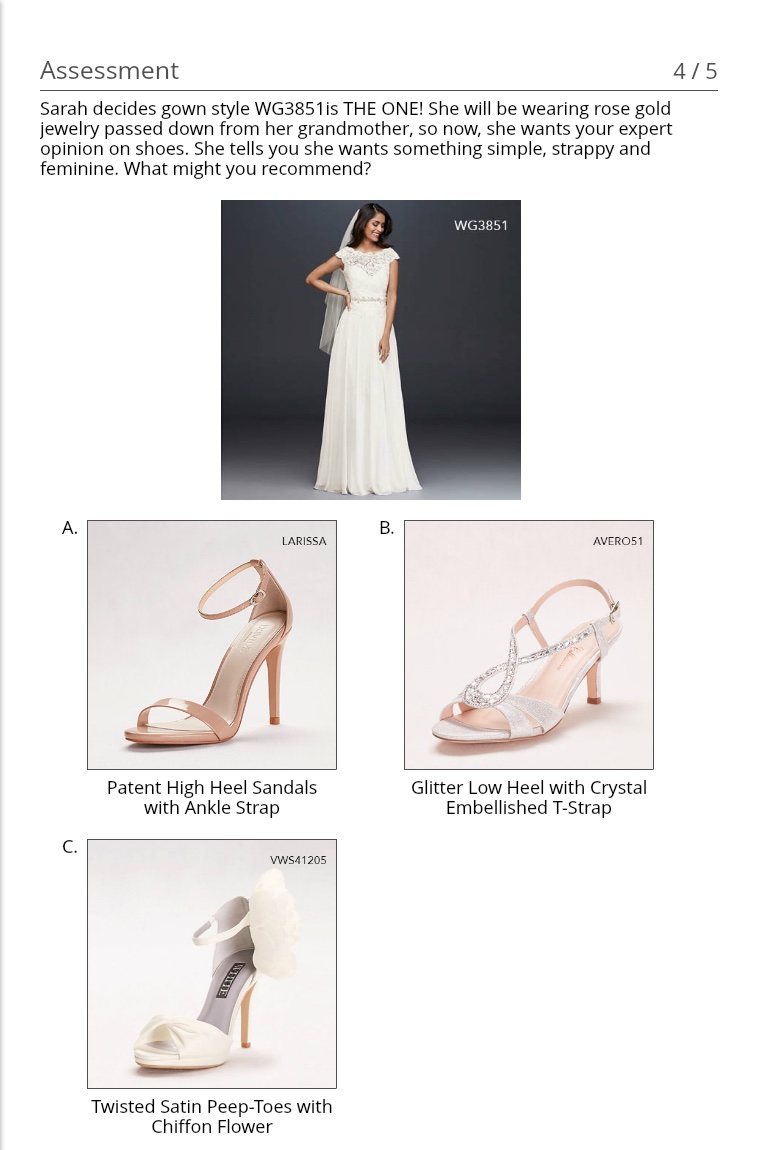 Assessment
4 / 5
Sarah decides gown style WG3851is THE ONE! She will be wearing rose gold
jewelry passed down from her grandmother, so now, she wants your expert
opinion on shoes. She tells you she wants something simple, strappy and
feminine. What might you recommend?
WG3851
A.
LARISSA
Patent High Heel Sandals
with Ankle Strap
B.
AVERO51
Glitter Low Heel with Crystal
Embellished T-Strap
C.
VWS41205
Twisted Satin Peep-Toes with
Chiffon Flower